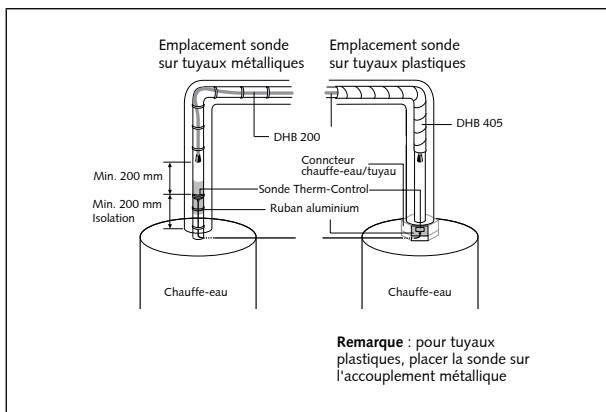 Emplacement sonde
sur tuyaux métalliques
Emplacement sonde
sur tuyaux plastiques
DHB 200
DHB 405
Min. 200 mm
Conncteur
chauffe-eau/tuyau
Sonde Therm-Control
Min. 200 mm
Isolation
Ruban aluminium
Chauffe-eau
Chauffe-eau
Remarque : pour tuyaux
plastiques, placer la sonde sur
l'accouplement métallique